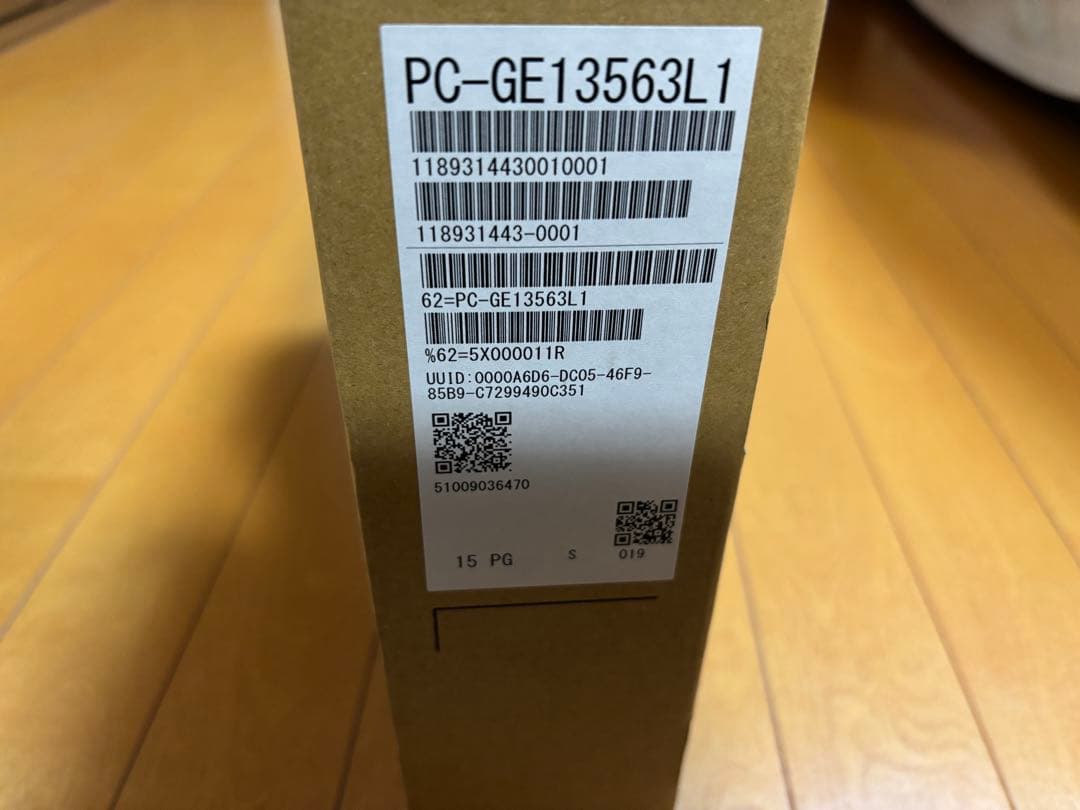 PC-GE13563L1
1189314430010001
118931443-0001
62=PC-GE13563L1
%62=5X000011R
UUID:0000A6D6-DC05-46F9-
85B9-C7299490C351
51009036470
019
15 PG S